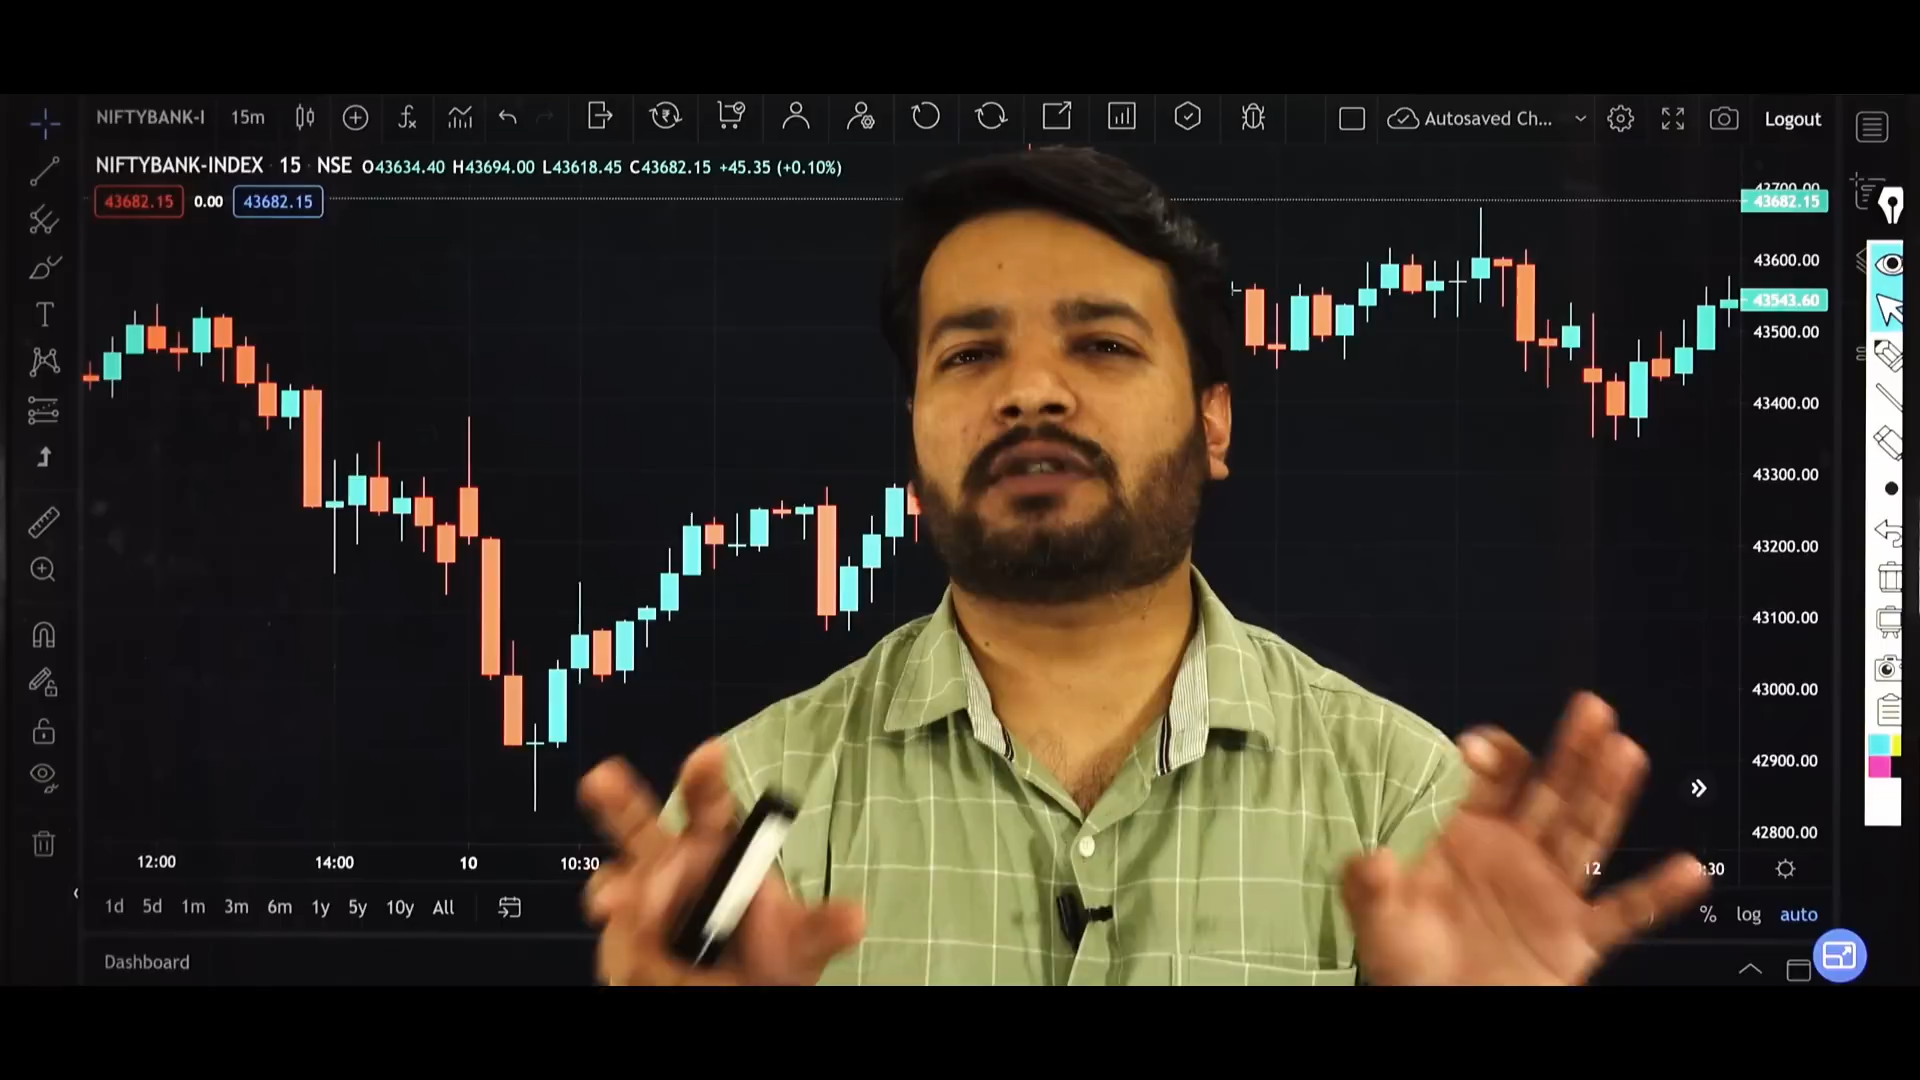 NIFTYBANK-I 15m Autosaved Ch... Logout
NIFTYBANK-INDEX 15 · NSE O43634.40 H43694.00 L43618.45 C43682.15 +45.35 (+0.10%)
43682.15 0.00 43682.15
43700.00
43682.15
43600.00
43543.60
43500.00
43400.00
43300.00
43200.00
43100.00
43000.00
42900.00
42800.00
12:00 14:00 10 10:30 12
1d 5d 1m 3m 6m 1y 5y 10y All % log auto
Dashboard